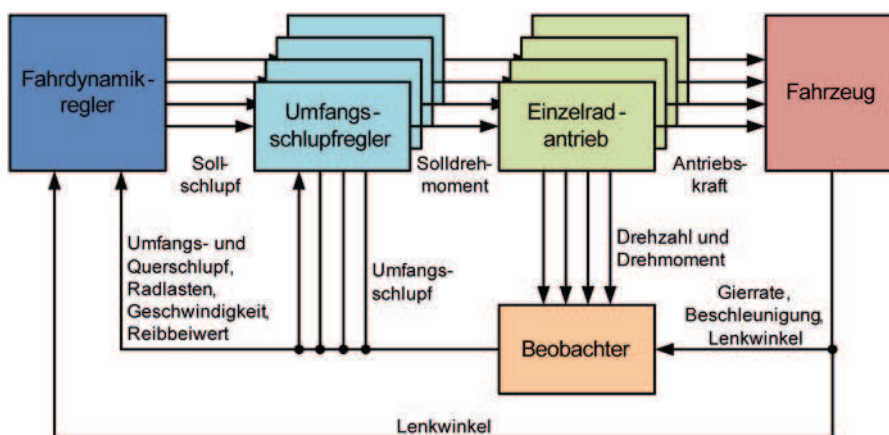 Fahrdynamik-
regler
Umfangs-
schlupfregler
Einzelrad-
antrieb
Fahrzeug
Soll-
schlupf
Solldreh-
moment
Antriebs-
kraft
Umfangs- und
Querschlupf,
Radlasten,
Geschwindigkeit,
Reibbeiwert
Umfangs-
schlupf
Drehzahl und
Drehmoment
Gierrate,
Beschleunigung,
Lenkwinkel
Beobachter
Lenkwinkel